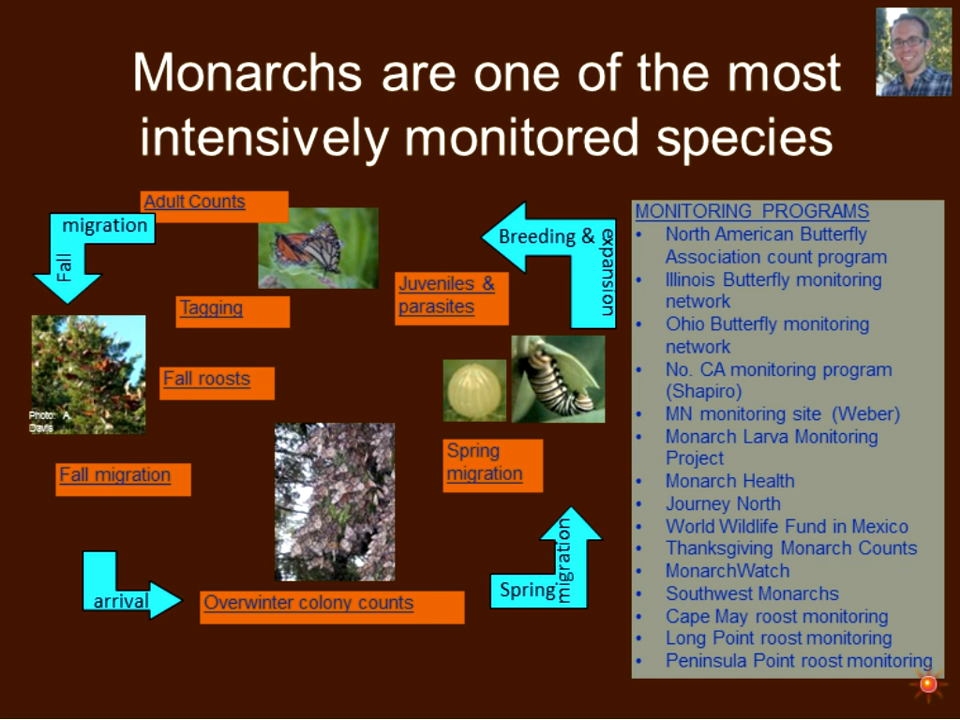 Monarchs are one of the most
intensively monitored species
Adult Counts
Fall
migration
Breeding &
expansion
Tagging
Juveniles &
parasites
Photo: A.
Davis
Fall roosts
Spring
migration
Fall migration
arrival
Overwinter colony counts
Spring
migration
MONITORING PROGRAMS
• North American Butterfly
Association count program
• Illinois Butterfly monitoring
network
• Ohio Butterfly monitoring
network
• No. CA monitoring program
(Shapiro)
• MN monitoring site (Weber)
• Monarch Larva Monitoring
Project
• Monarch Health
• Journey North
• World Wildlife Fund in Mexico
• Thanksgiving Monarch Counts
• MonarchWatch
• Southwest Monarchs
• Cape May roost monitoring
• Long Point roost monitoring
• Peninsula Point roost monitoring